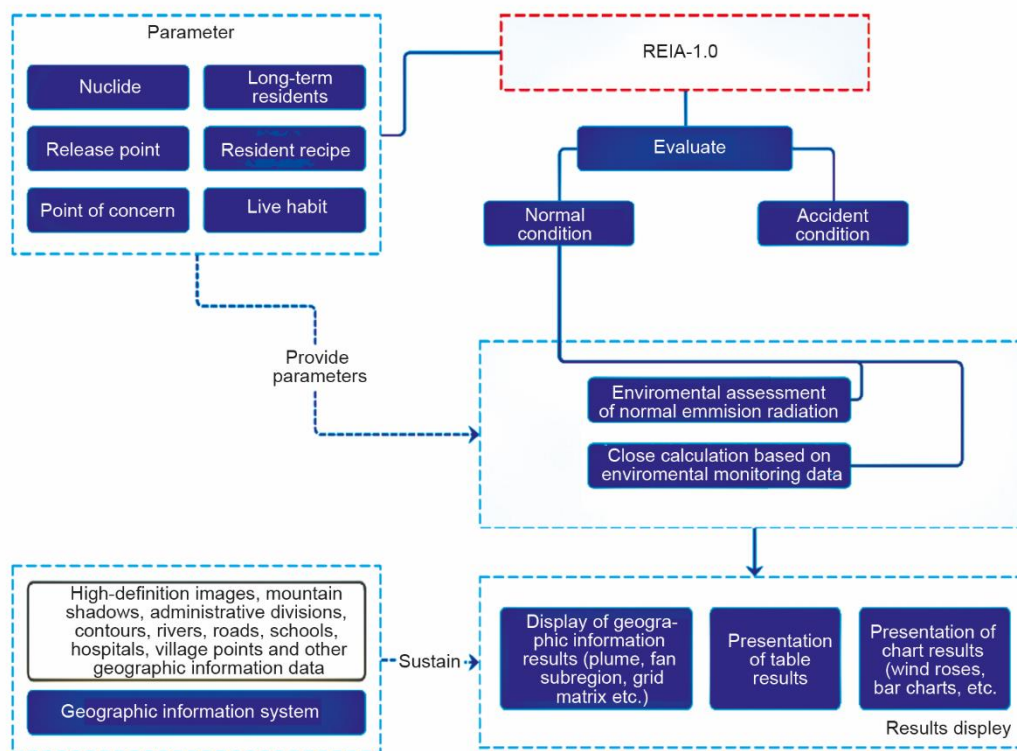 Parameter
Nuclide
Long-term
residents
Release point
Resident recipe
Point of concern
Live habit
REIA-1.0
Evaluate
Normal
condition
Accident
condition
Provide
parameters
Enviromental assessment
of normal emmision radiation
Close calculation based on
enviromental monitoring data
High-definition images, mountain
shadows, administrative divisions,
contours, rivers, roads, schools,
hospitals, village points and other
geographic information data
Geographic information system
Sustain
Display of geogra-
phic information
results (plume, fan
subregion, grid
matrix etc.)
Presentation
of table
results
Presentation of
chart results
(wind roses,
bar charts, etc.
Results display